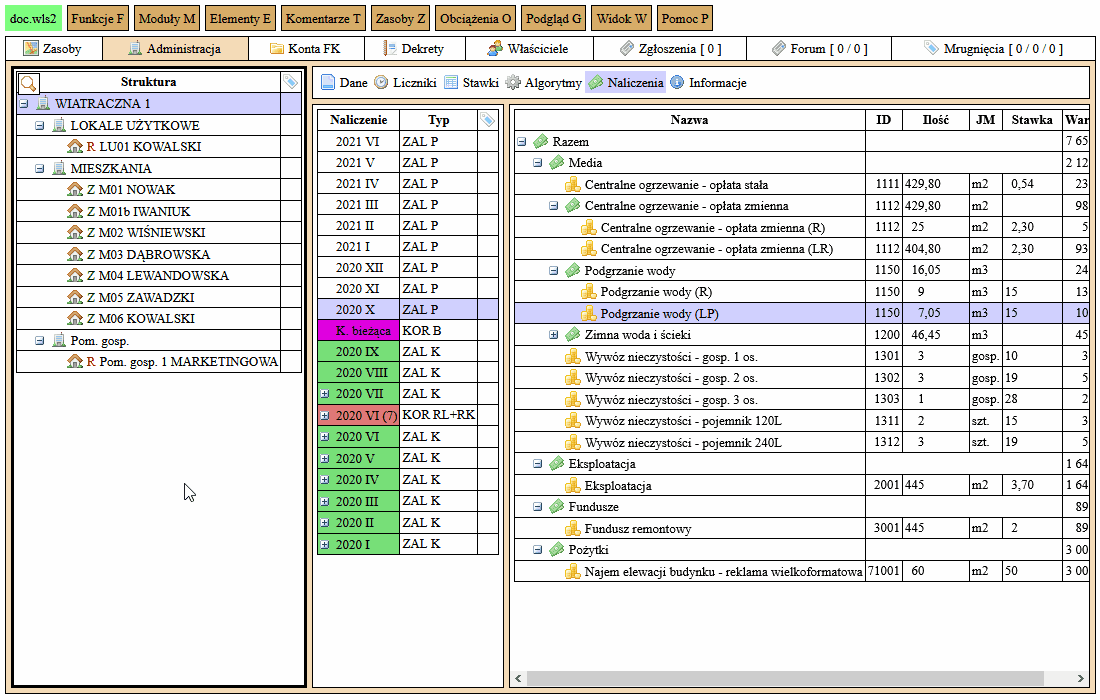 doc.wls2 Funkcje F Moduły M Elementy E Komentarze T Zasoby Z Obciążenia O Podgląd G Widok W Pomoc P
Zasoby Administracja Konta FK Dekrety Właściciele Zgłoszenia [ 0 ] Forum [ 0 / 0 ] Mrugnięcia [ 0 / 0 / 0 ]
Struktura
WIATRACZNA 1
LOKALE UŻYTKOWE
R LU01 KOWALSKI
MIESZKANIA
Z M01 NOWAK
Z M01b IWANIUK
Z M02 WIŚNIEWSKI
Z M03 DĄBROWSKA
Z M04 LEWANDOWSKA
Z M05 ZAWADZKI
Z M06 KOWALSKI
Pom. gosp.
R Pom. gosp. 1 MARKETINGOWA
Dane Liczniki Stawki Algorytmy Naliczenia Informacje
Naliczenie Typ
2021 VI ZAL P
2021 V ZAL P
2021 IV ZAL P
2021 III ZAL P
2021 II ZAL P
2021 I ZAL P
2020 XII ZAL P
2020 XI ZAL P
2020 X ZAL P
K. bieżąca KOR B
2020 IX ZAL K
2020 VIII ZAL K
2020 VII ZAL K
2020 VI (7) KOR RL+RK
2020 VI ZAL K
2020 V ZAL K
2020 IV ZAL K
2020 III ZAL K
2020 II ZAL K
2020 I ZAL K
Nazwa ID Ilość JM Stawka War
Razem 7 65
Media 2 12
Centralne ogrzewanie - opłata stała 1111 429,80 m2 0,54 23
Centralne ogrzewanie - opłata zmienna 1112 429,80 m2 98
Centralne ogrzewanie - opłata zmienna (R) 1112 25 m2 2,30 5
Centralne ogrzewanie - opłata zmienna (LR) 1112 404,80 m2 2,30 93
Podgrzanie wody 1150 16,05 m3 24
Podgrzanie wody (R) 1150 9 m3 15 13
Podgrzanie wody (LP) 1150 7,05 m3 15 10
Zimna woda i ścieki 1200 46,45 m3 45
Wywóz nieczystości - gosp. 1 os. 1301 3 gosp. 10 3
Wywóz nieczystości - gosp. 2 os. 1302 3 gosp. 19 5
Wywóz nieczystości - gosp. 3 os. 1303 1 gosp. 28 2
Wywóz nieczystości - pojemnik 120L 1311 2 szt. 15 3
Wywóz nieczystości - pojemnik 240L 1312 3 szt. 19 5
Eksploatacja 1 64
Eksploatacja 2001 445 m2 3,70 1 64
Fundusze 89
Fundusz remontowy 3001 445 m2 2 89
Pożytki 3 00
Najem elewacji budynku - reklama wielkoformatowa 71001 60 m2 50 3 00